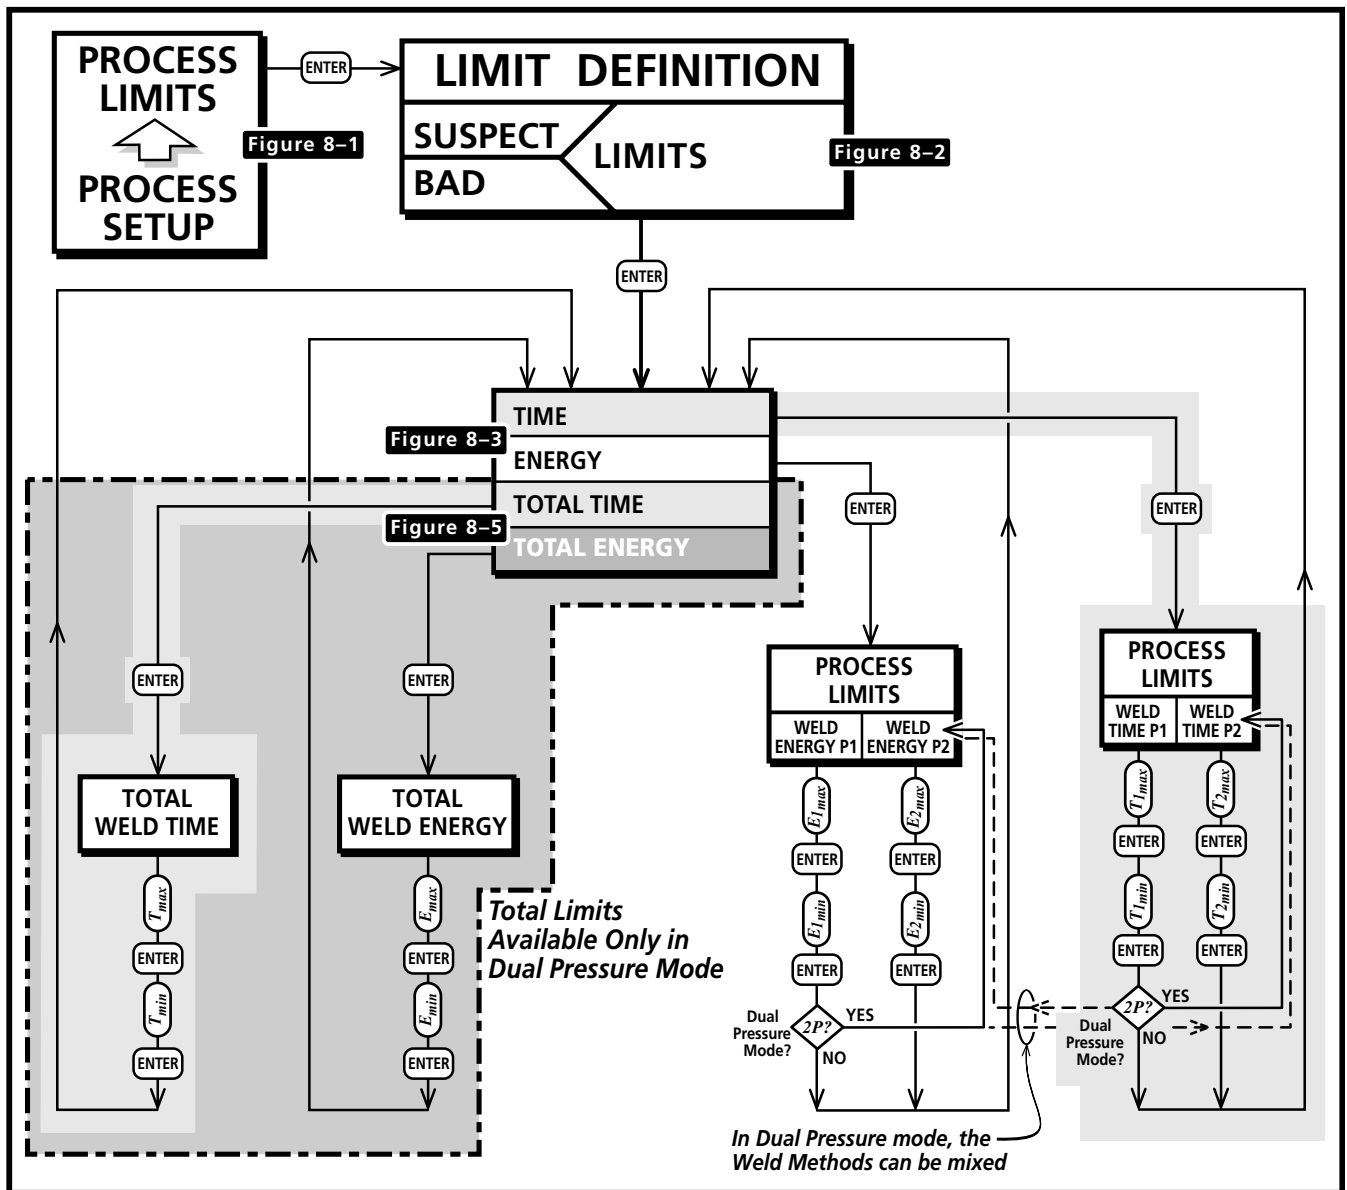 PROCESS
LIMITS
PROCESS
SETUP
Figure 8–1
ENTER
LIMIT DEFINITION
SUSPECT
BAD
LIMITS
Figure 8–2
ENTER
TIME
ENERGY
TOTAL TIME
TOTAL ENERGY
Figure 8–3
Figure 8–5
ENTER
TOTAL
WELD TIME
Tmax
ENTER
Tmin
ENTER
ENTER
TOTAL
WELD ENERGY
Emax
ENTER
Emin
ENTER
Total Limits
Available Only in
Dual Pressure Mode
ENTER
PROCESS
LIMITS
WELD
ENERGY P1
WELD
ENERGY P2
E1max
ENTER
E1min
ENTER
E2max
ENTER
E2min
ENTER
Dual
Pressure
Mode?
2P?
YES
NO
ENTER
PROCESS
LIMITS
WELD
TIME P1
WELD
TIME P2
T1max
ENTER
T1min
ENTER
T2max
ENTER
T2min
ENTER
2P?
YES
NO
Dual
Pressure
Mode?
In Dual Pressure mode, the
Weld Methods can be mixed